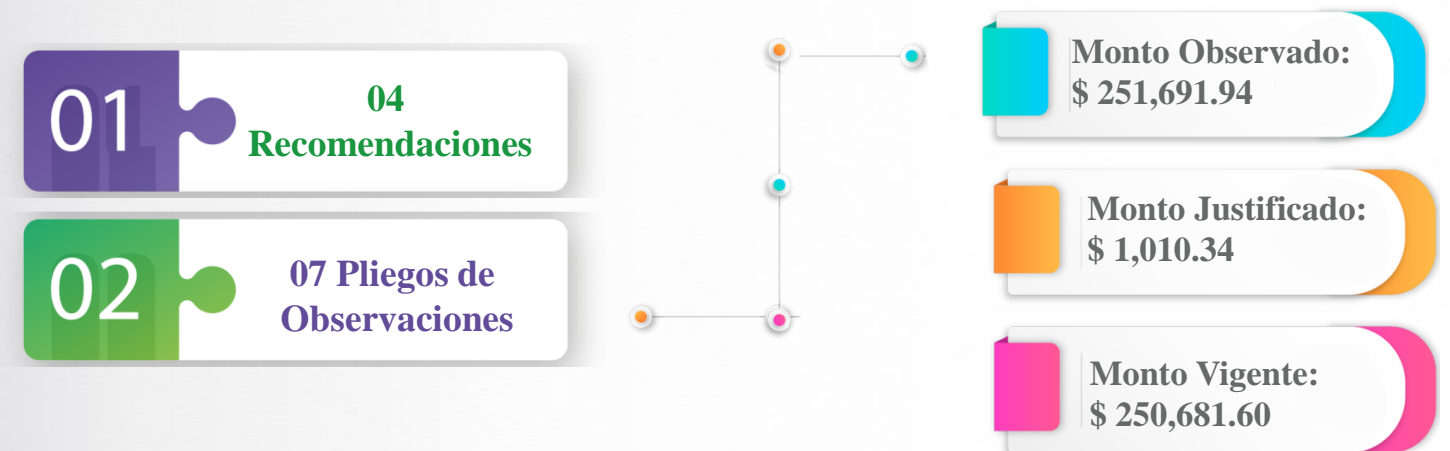 01
04
Recomendaciones
02
07 Pliegos de
Observaciones
Monto Observado:
$ 251,691.94
Monto Justificado:
$ 1,010.34
Monto Vigente:
$ 250,681.60